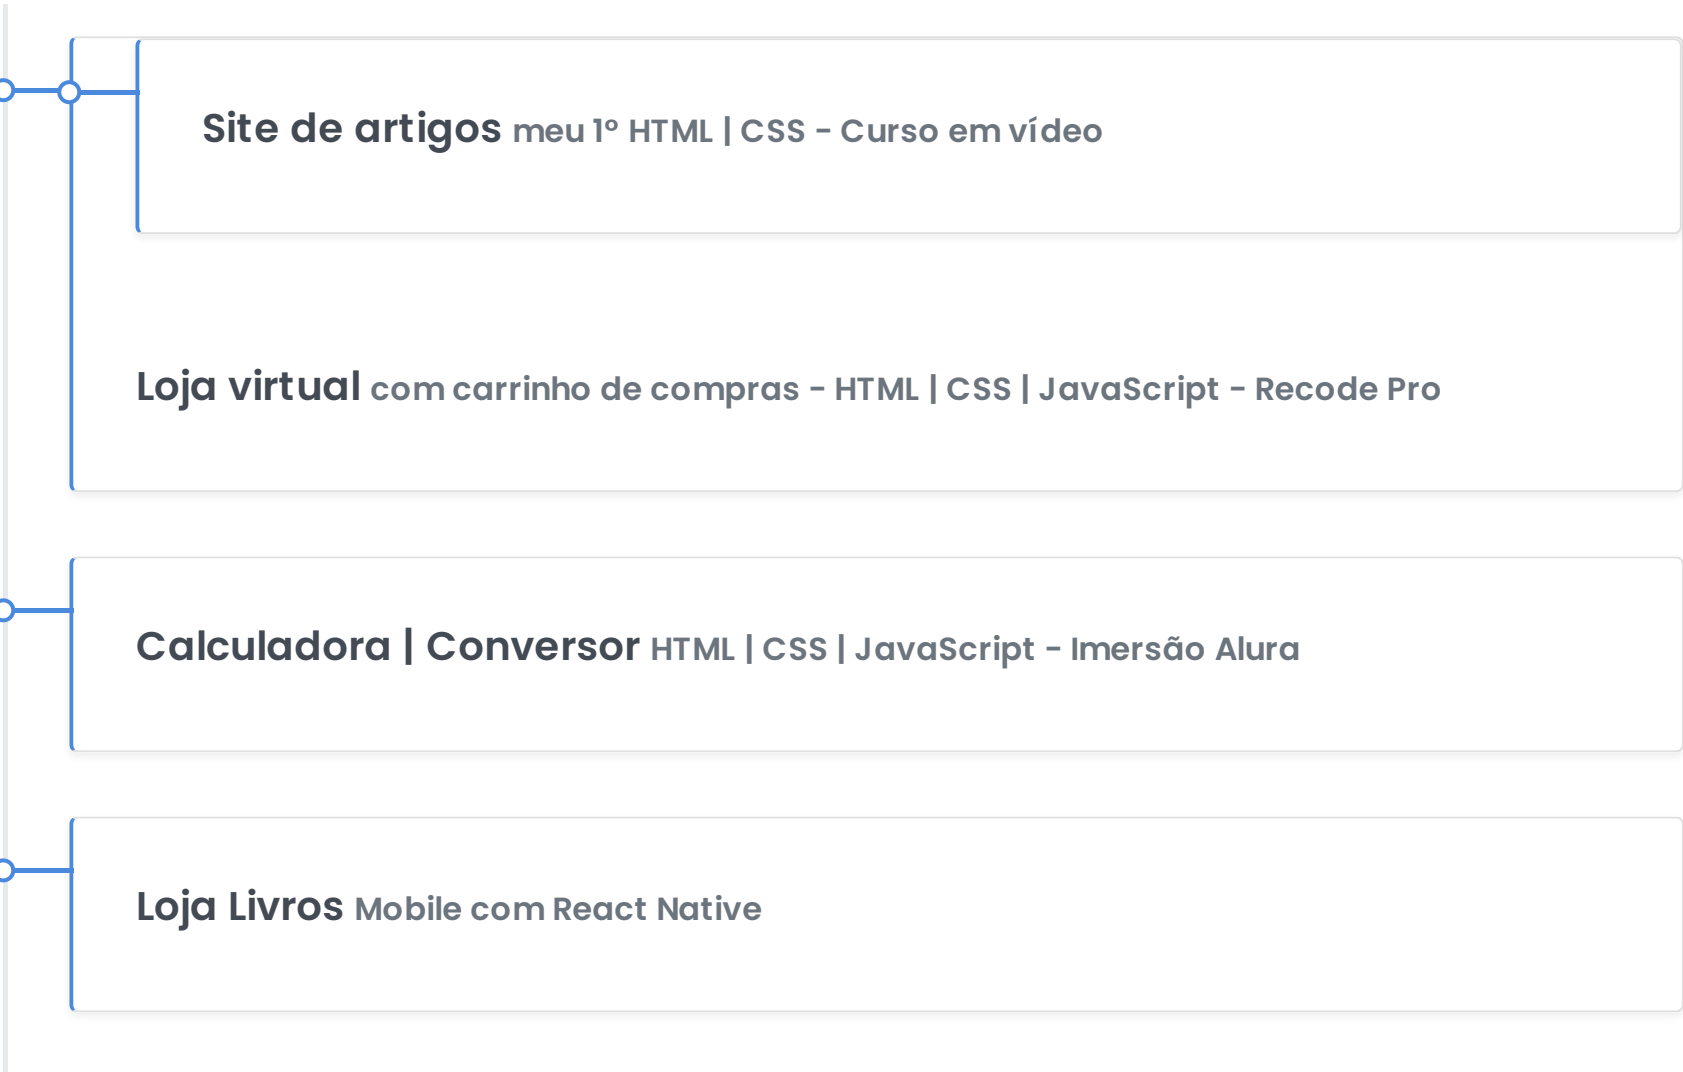 Site de artigos meu 1º HTML | CSS - Curso em vídeo
Loja virtual com carrinho de compras - HTML | CSS | JavaScript - Recode Pro
Calculadora | Conversor HTML | CSS | JavaScript - Imersão Alura
Loja Livros Mobile com React Native